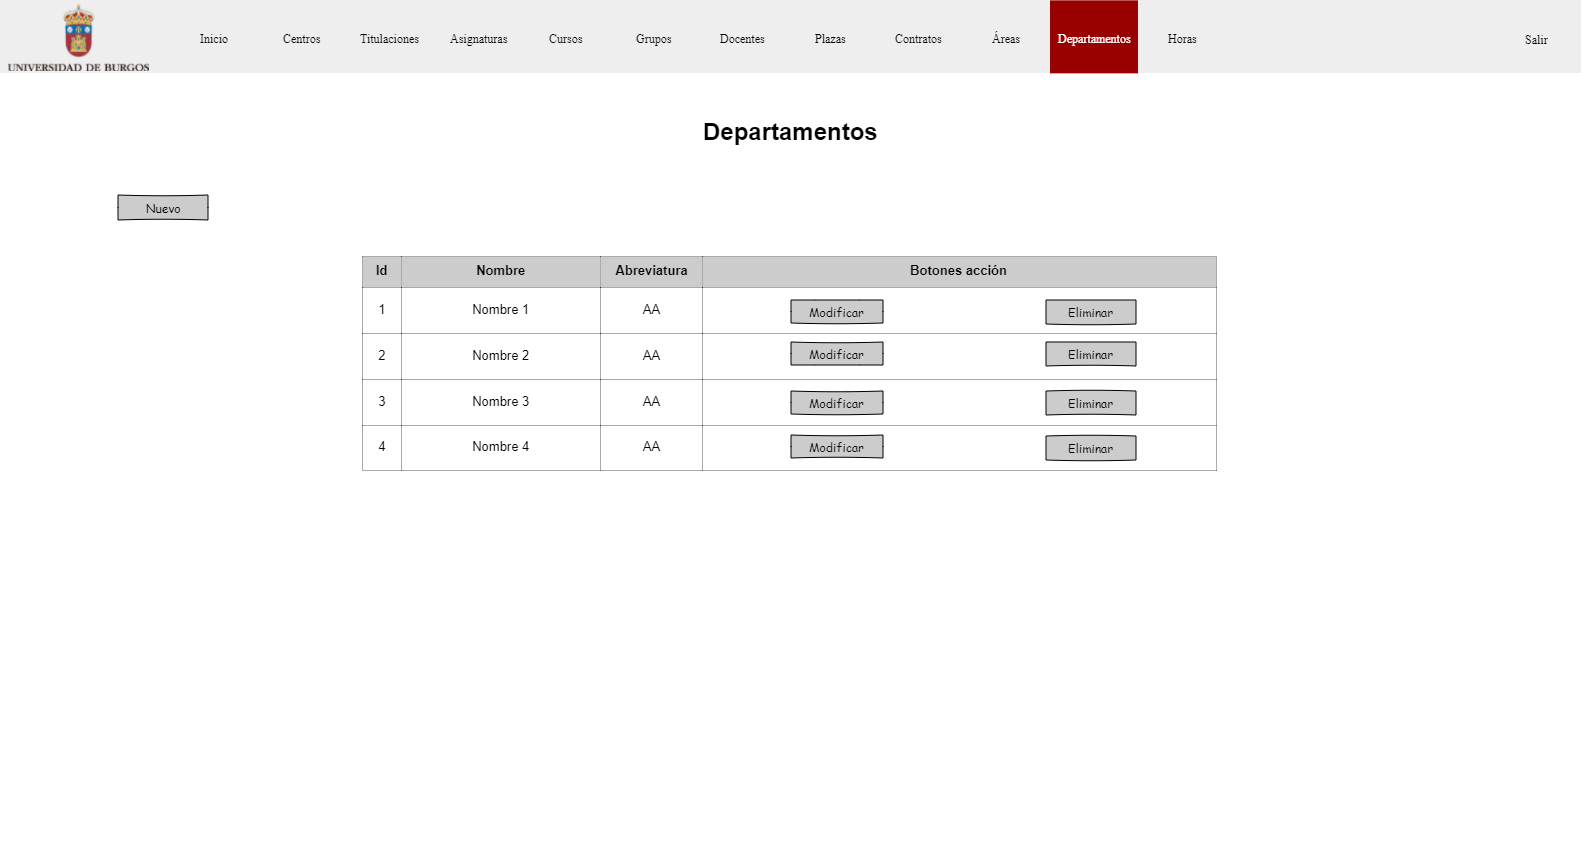 UNIVERSIDAD DE BURGOS
Inicio Centros Titulaciones Asignaturas Cursos Grupos Docentes Plazas Contratos Áreas Departamentos Horas Salir
Departamentos
Nuevo
Id Nombre Abreviatura Botones acción
1 Nombre 1 AA Modificar Eliminar
2 Nombre 2 AA Modificar Eliminar
3 Nombre 3 AA Modificar Eliminar
4 Nombre 4 AA Modificar Eliminar